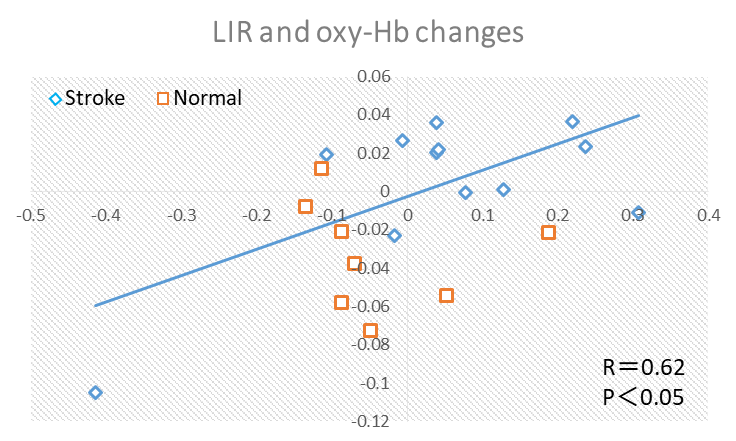 LIR and oxy-Hb changes
Stroke
Normal
0.06
0.04
0.02
0
-0.02
-0.04
-0.06
-0.08
-0.1
-0.12
-0.5 -0.4 -0.3 -0.2 -0.1 0 0.1 0.2 0.3 0.4
R＝0.62
P＜0.05